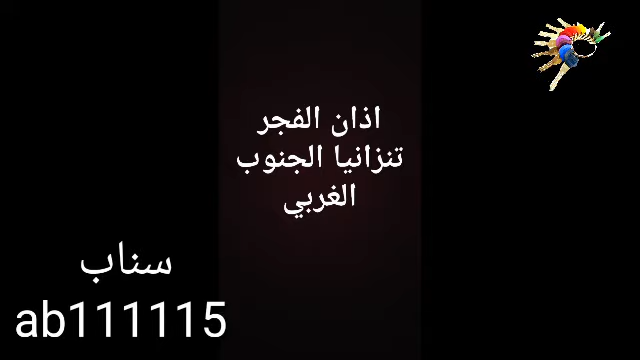 اذان الفجر
تنزانيا الجنوب
الغربي
سناب
ab111115